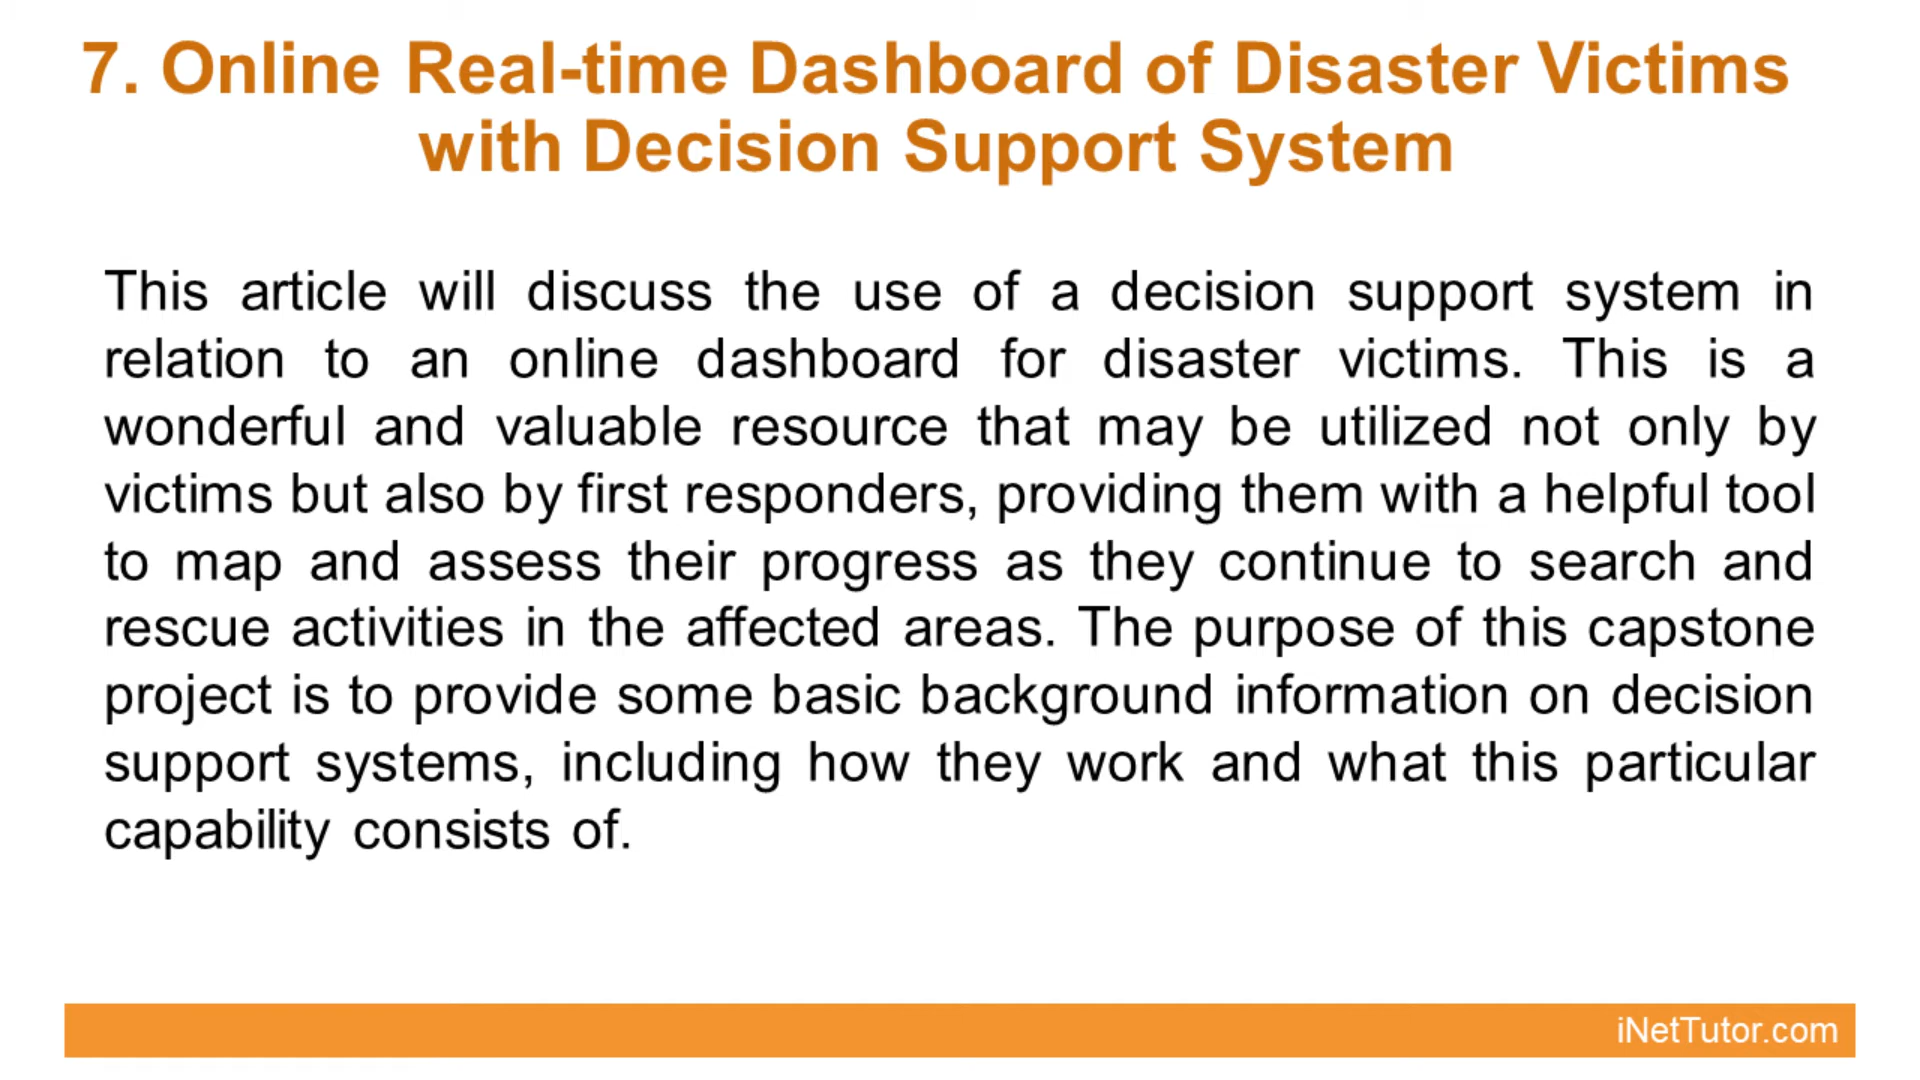 7. Online Real-time Dashboard of Disaster Victims
with Decision Support System
This article will discuss the use of a decision support system in
relation to an online dashboard for disaster victims. This is a
wonderful and valuable resource that may be utilized not only by
victims but also by first responders, providing them with a helpful tool
to map and assess their progress as they continue to search and
rescue activities in the affected areas. The purpose of this capstone
project is to provide some basic background information on decision
support systems, including how they work and what this particular
capability consists of.
iNetTutor.com